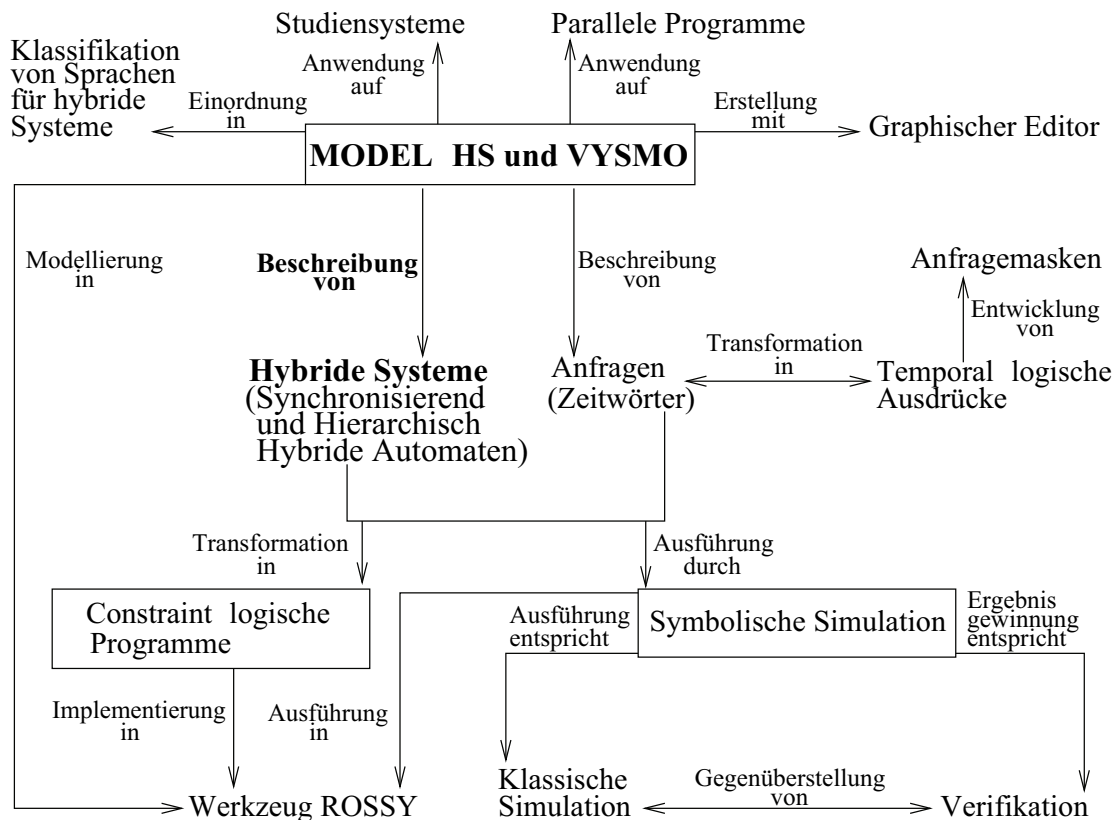 Studiensysteme
Parallele Programme
Klassifikation
von Sprachen
für hybride
Systeme
Anwendung
auf
Anwendung
auf
Einordnung
in
Erstellung
mit
Graphischer Editor
MODEL HS und VYSMO
Modellierung
in
Beschreibung
von
Beschreibung
von
Anfragemasken
Entwicklung
von
Transformation
in
Hybride Systeme
(Synchronisierend
und Hierarchisch
Hybride Automaten)
Anfragen
(Zeitwörter)
Temporal logische
Ausdrücke
Transformation
in
Ausführung
durch
Constraint logische
Programme
Ausführung
entspricht
Symbolische Simulation
Ergebnis
gewinnung
entspricht
Implementierung
in
Ausführung
in
Werkzeug ROSSY
Klassische
Simulation
Gegenüberstellung
von
Verifikation